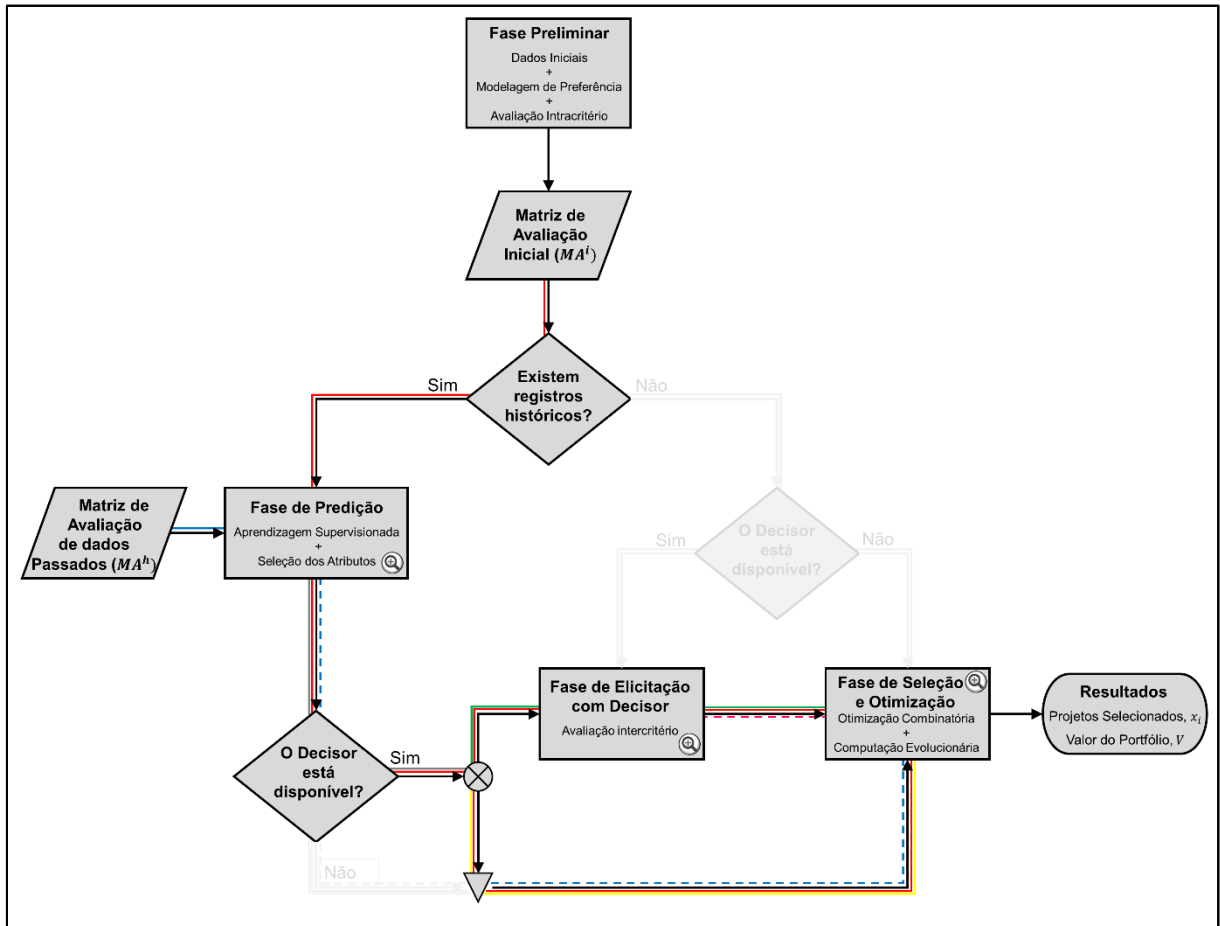 Fase Preliminar
Dados Iniciais
+
Modelagem de Preferência
+
Avaliação Intracritério
Matriz de
Avaliação
Inicial (MAⁱ)
Existem
registros
históricos?
Sim
Não
Matriz de
Avaliação
de dados
Passados (MAʰ)
Fase de Predição
Aprendizagem Supervisionada
+
Seleção dos Atributos
O Decisor
está
disponível?
Sim
Não
O Decisor
está
disponível?
Sim
Não
Fase de Elicitação
com Decisor
Avaliação intercritério
Fase de Seleção
e Otimização
Otimização Combinatória
+
Computação Evolucionária
Resultados
Projetos Selecionados, xᵢ
Valor do Portfólio, V